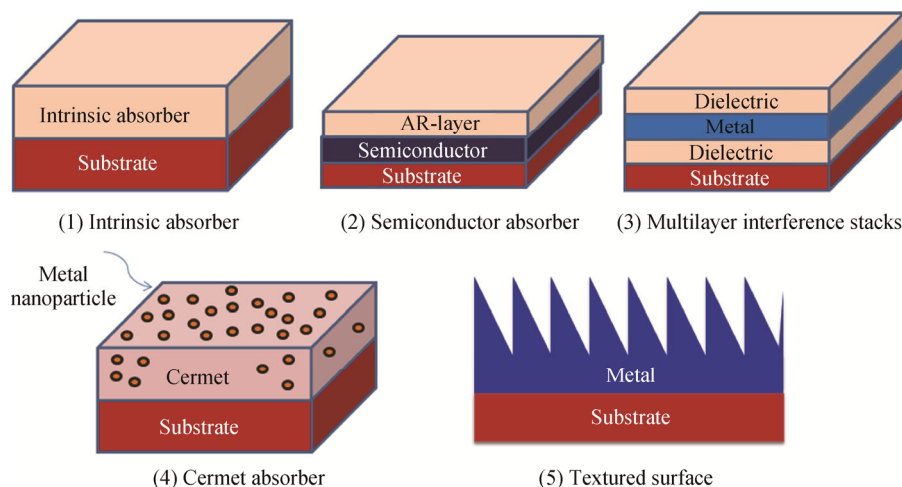 Intrinsic absorber
Substrate
(1) Intrinsic absorber
AR-layer
Semiconductor
Substrate
(2) Semiconductor absorber
Dielectric
Metal
Dielectric
Substrate
(3) Multilayer interference stacks
Metal
nanoparticle
Cermet
Substrate
(4) Cermet absorber
Metal
Substrate
(5) Textured surface